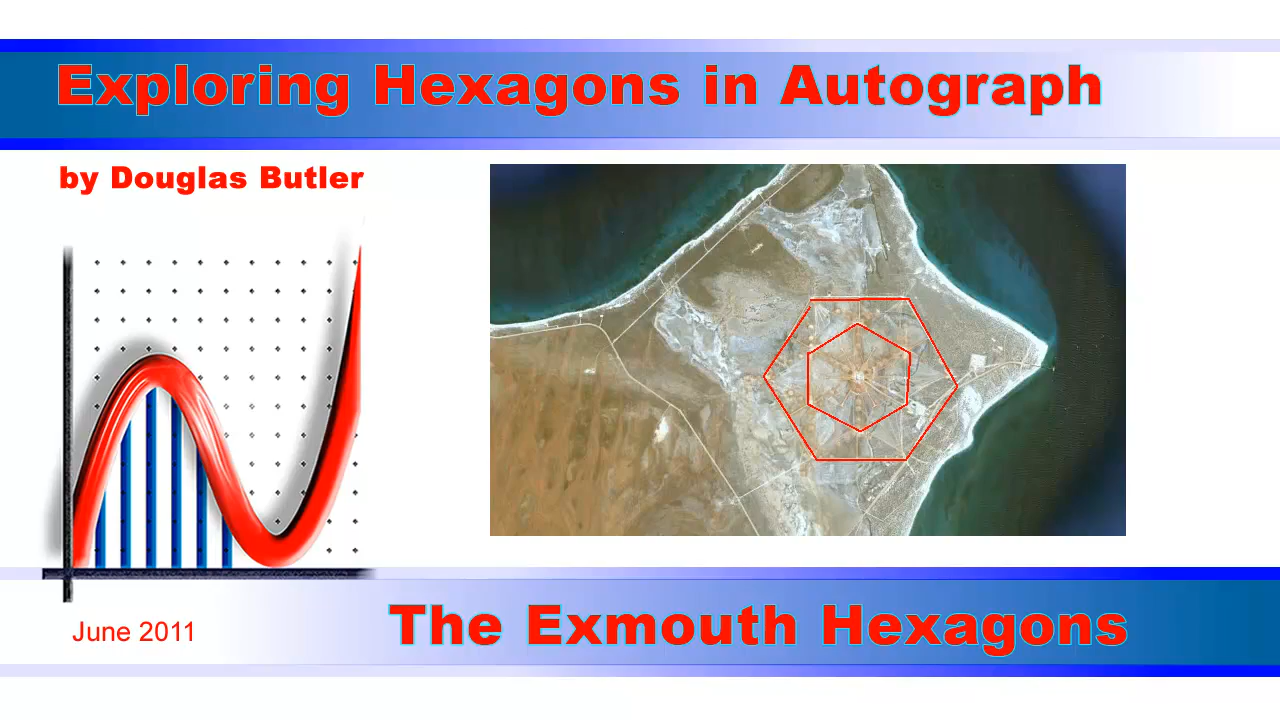 Exploring Hexagons in Autograph
by Douglas Butler
June 2011
The Exmouth Hexagons